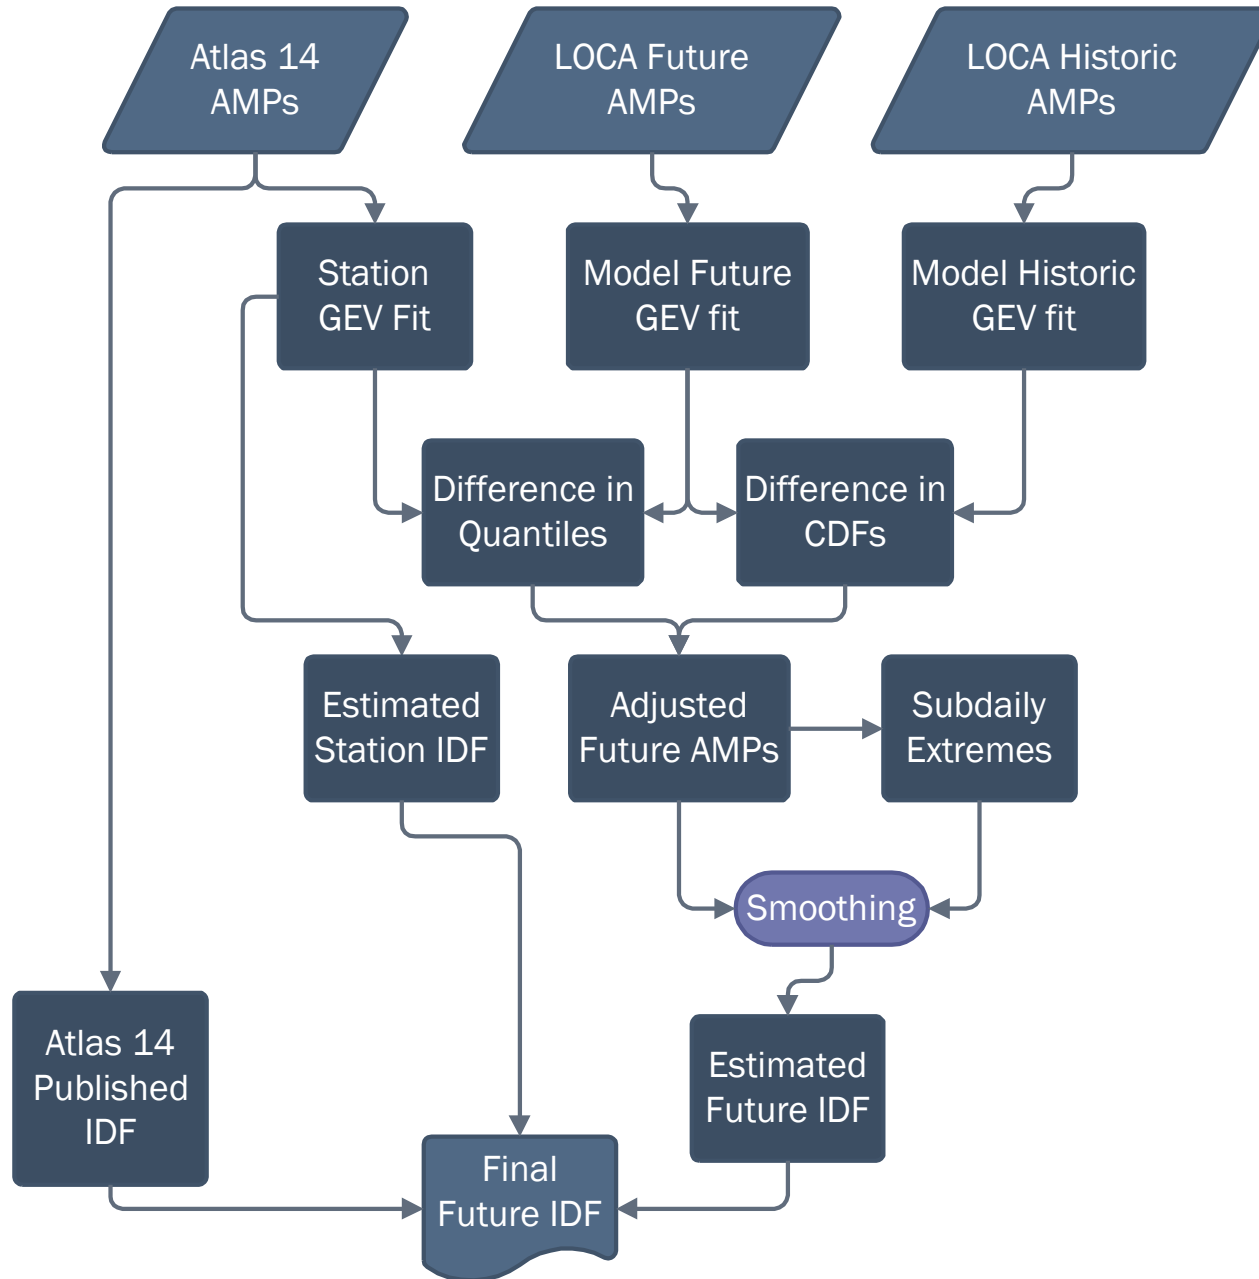 Atlas 14
AMPs
LOCA Future
AMPs
LOCA Historic
AMPs
Station
GEV Fit
Model Future
GEV fit
Model Historic
GEV fit
Difference in
Quantiles
Difference in
CDFs
Estimated
Station IDF
Adjusted
Future AMPs
Subdaily
Extremes
Smoothing
Atlas 14
Published
IDF
Estimated
Future IDF
Final
Future IDF